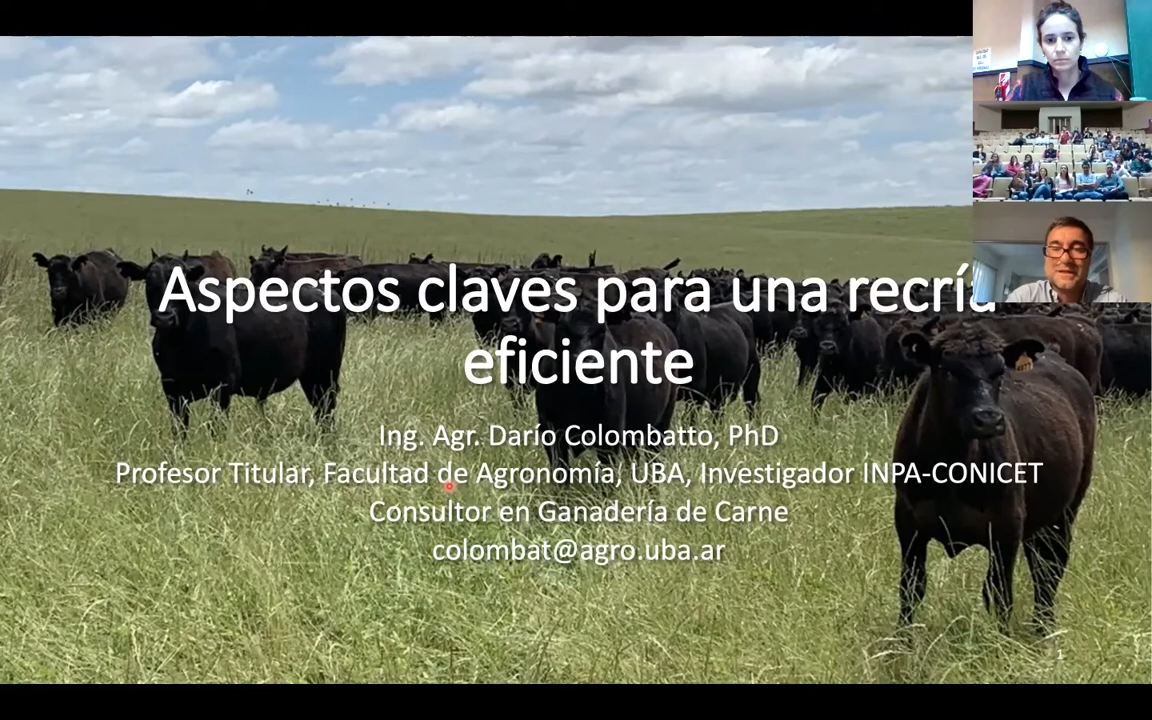 Aspectos claves para una recría
eficiente
Ing. Agr. Darío Colombatto, PhD
Profesor Titular, Facultad de Agronomía, UBA, Investigador INPA-CONICET
Consultor en Ganadería de Carne
colombat@agro.uba.ar
1